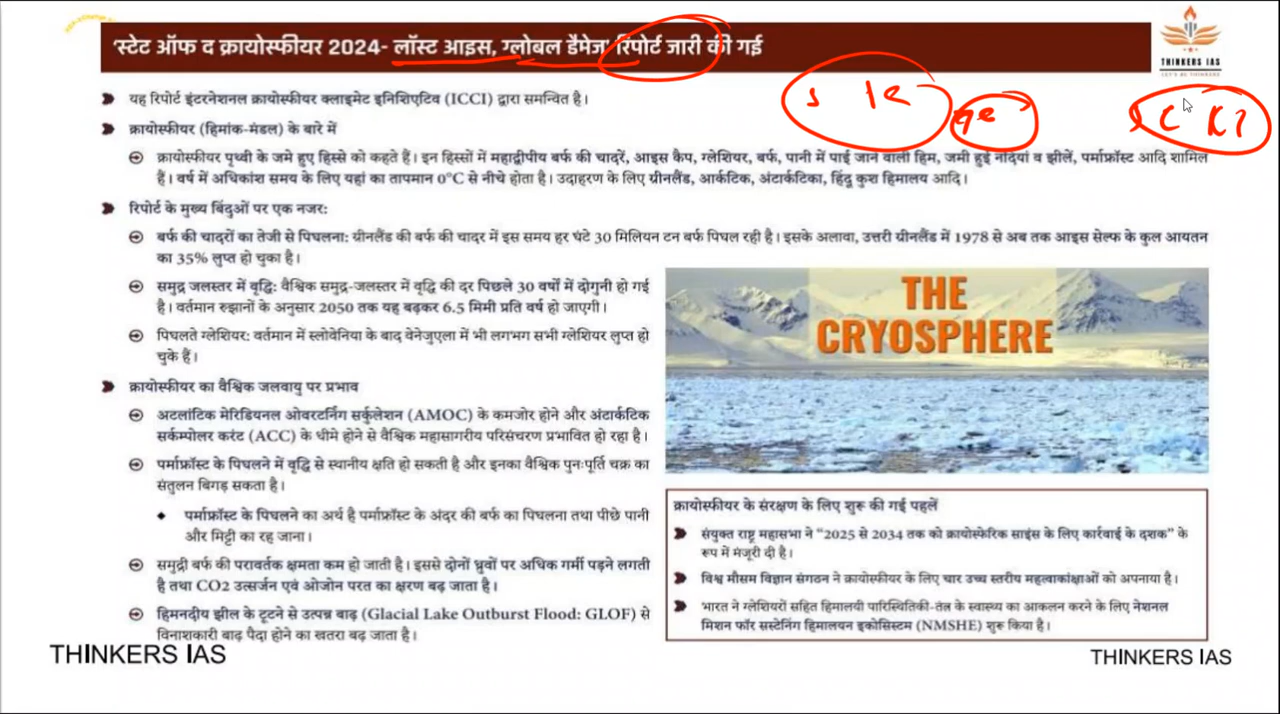 'स्टेट ऑफ द क्रायोस्फीयर 2024- लॉस्ट आइस, ग्लोबल डैमेज' रिपोर्ट जारी की गई
THINKERS IAS
LET'S BE THINKERS
यह रिपोर्ट इंटरनेशनल क्रायोस्फीयर क्लाइमेट इनिशिएटिव (ICCI) द्वारा समन्वित है।
क्रायोस्फीयर (हिमांक-मंडल) के बारे में
क्रायोस्फीयर पृथ्वी के जमे हुए हिस्से को कहते हैं। इन हिस्सों में महाद्वीपीय बर्फ की चादरें, आइस कैप, ग्लेशियर, बर्फ, पानी में पाई जाने वाली हिम, जमी हुई नदियां व झीलें, पर्माफ्रॉस्ट आदि शामिल
हैं। वर्ष में अधिकांश समय के लिए यहां का तापमान 0°C से नीचे होता है। उदाहरण के लिए ग्रीनलैंड, आर्कटिक, अंटार्कटिका, हिंदू कुश हिमालय आदि।
रिपोर्ट के मुख्य बिंदुओं पर एक नजर:
बर्फ की चादरों का तेजी से पिघलना: ग्रीनलैंड की बर्फ की चादर में इस समय हर घंटे 30 मिलियन टन बर्फ पिघल रही है। इसके अलावा, उत्तरी ग्रीनलैंड में 1978 से अब तक आइस सेल्फ के कुल आयतन
का 35% लुप्त हो चुका है।
समुद्र जलस्तर में वृद्धि: वैश्विक समुद्र-जलस्तर में वृद्धि की दर पिछले 30 वर्षों में दोगुनी हो गई
है। वर्तमान रुझानों के अनुसार 2050 तक यह बढ़कर 6.5 मिमी प्रति वर्ष हो जाएगी।
पिघलते ग्लेशियर: वर्तमान में स्लोवेनिया के बाद वेनेजुएला में भी लगभग सभी ग्लेशियर लुप्त हो
चुके हैं।
क्रायोस्फीयर का वैश्विक जलवायु पर प्रभाव
अटलांटिक मेरिडियनल ओवरटर्निंग सर्कुलेशन (AMOC) के कमजोर होने और अंटार्कटिक
सर्कम्पोलर करंट (ACC) के धीमे होने से वैश्विक महासागरीय परिसंचरण प्रभावित हो रहा है।
पर्माफ्रॉस्ट के पिघलने में वृद्धि से स्थानीय क्षति हो सकती है और इनका वैश्विक पुनःपूर्ति चक्र का
संतुलन बिगड़ सकता है।
पर्माफ्रॉस्ट के पिघलने का अर्थ है पर्माफ्रॉस्ट के अंदर की बर्फ का पिघलना तथा पीछे पानी
और मिट्टी का रह जाना।
समुद्री बर्फ की परावर्तक क्षमता कम हो जाती है। इससे दोनों ध्रुवों पर अधिक गर्मी पड़ने लगती
है तथा CO2 उत्सर्जन एवं ओजोन परत का क्षरण बढ़ जाता है।
हिमनदीय झील के टूटने से उत्पन्न बाढ़ (Glacial Lake Outburst Flood: GLOF) से
विनाशकारी बाढ़ पैदा होने का खतरा बढ़ जाता है।
THE
CRYOSPHERE
क्रायोस्फीयर के संरक्षण के लिए शुरू की गई पहलें
संयुक्त राष्ट्र महासभा ने "2025 से 2034 तक को क्रायोस्फेरिक साइंस के लिए कार्रवाई के दशक" के
रूप में मंजूरी दी है।
विश्व मौसम विज्ञान संगठन ने क्रायोस्फीयर के लिए चार उच्च स्तरीय महत्वाकांक्षाओं को अपनाया है।
भारत ने ग्लेशियरों सहित हिमालयी पारिस्थितिकी-तंत्र के स्वास्थ्य का आकलन करने के लिए नेशनल
मिशन फॉर सस्टेनिंग हिमालयन इकोसिस्टम (NMSHE) शुरू किया है।
THINKERS IAS
THINKERS IAS